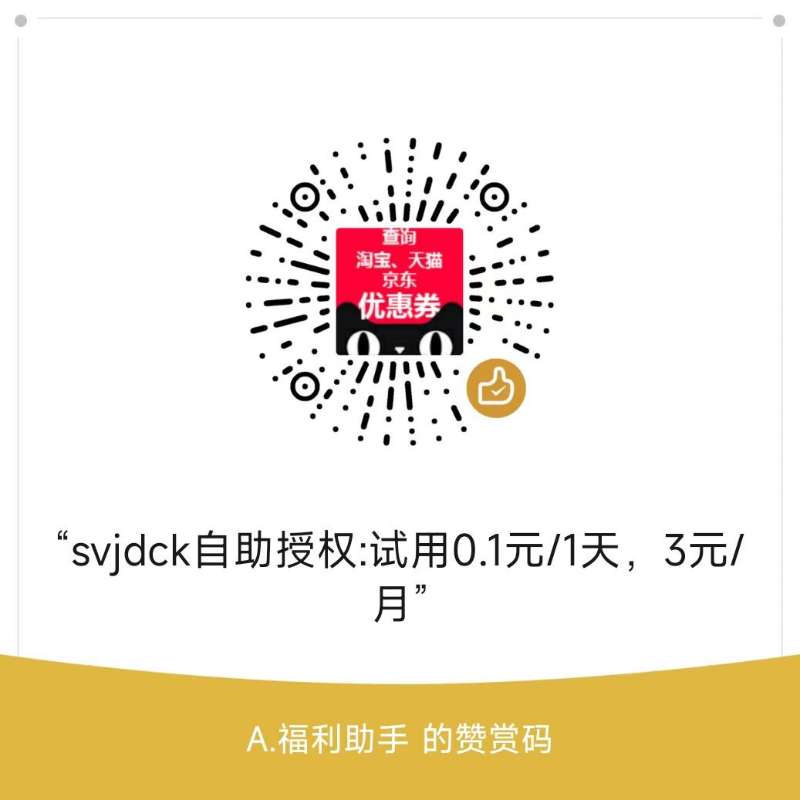 查询
淘宝、天猫
京东
优惠券
“svjdck自助授权:试用0.1元/1天，3元/
月”
A.福利助手 的赞赏码